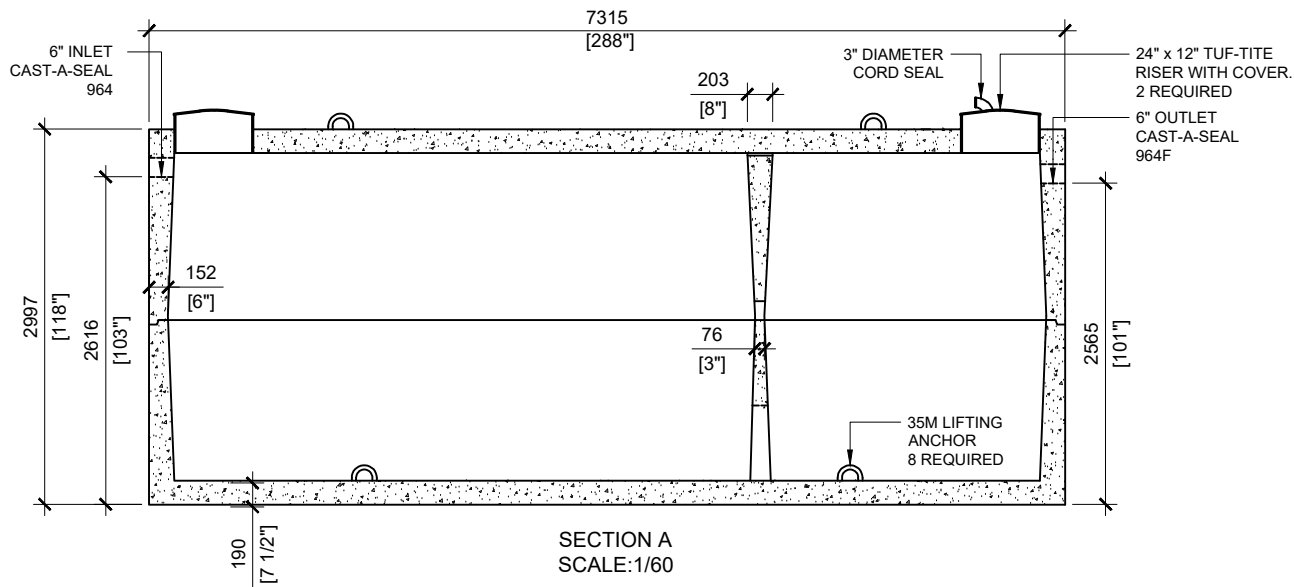 7315
[288"]
6" INLET
CAST-A-SEAL
964
3" DIAMETER
CORD SEAL
24" x 12" TUF-TITE
RISER WITH COVER.
2 REQUIRED
203
[8"]
6" OUTLET
CAST-A-SEAL
964F
152
[6"]
2997
[118"]
2616
[103"]
76
[3"]
2565
[101"]
35M LIFTING
ANCHOR
8 REQUIRED
190
[7 1/2"]
SECTION A
SCALE:1/60